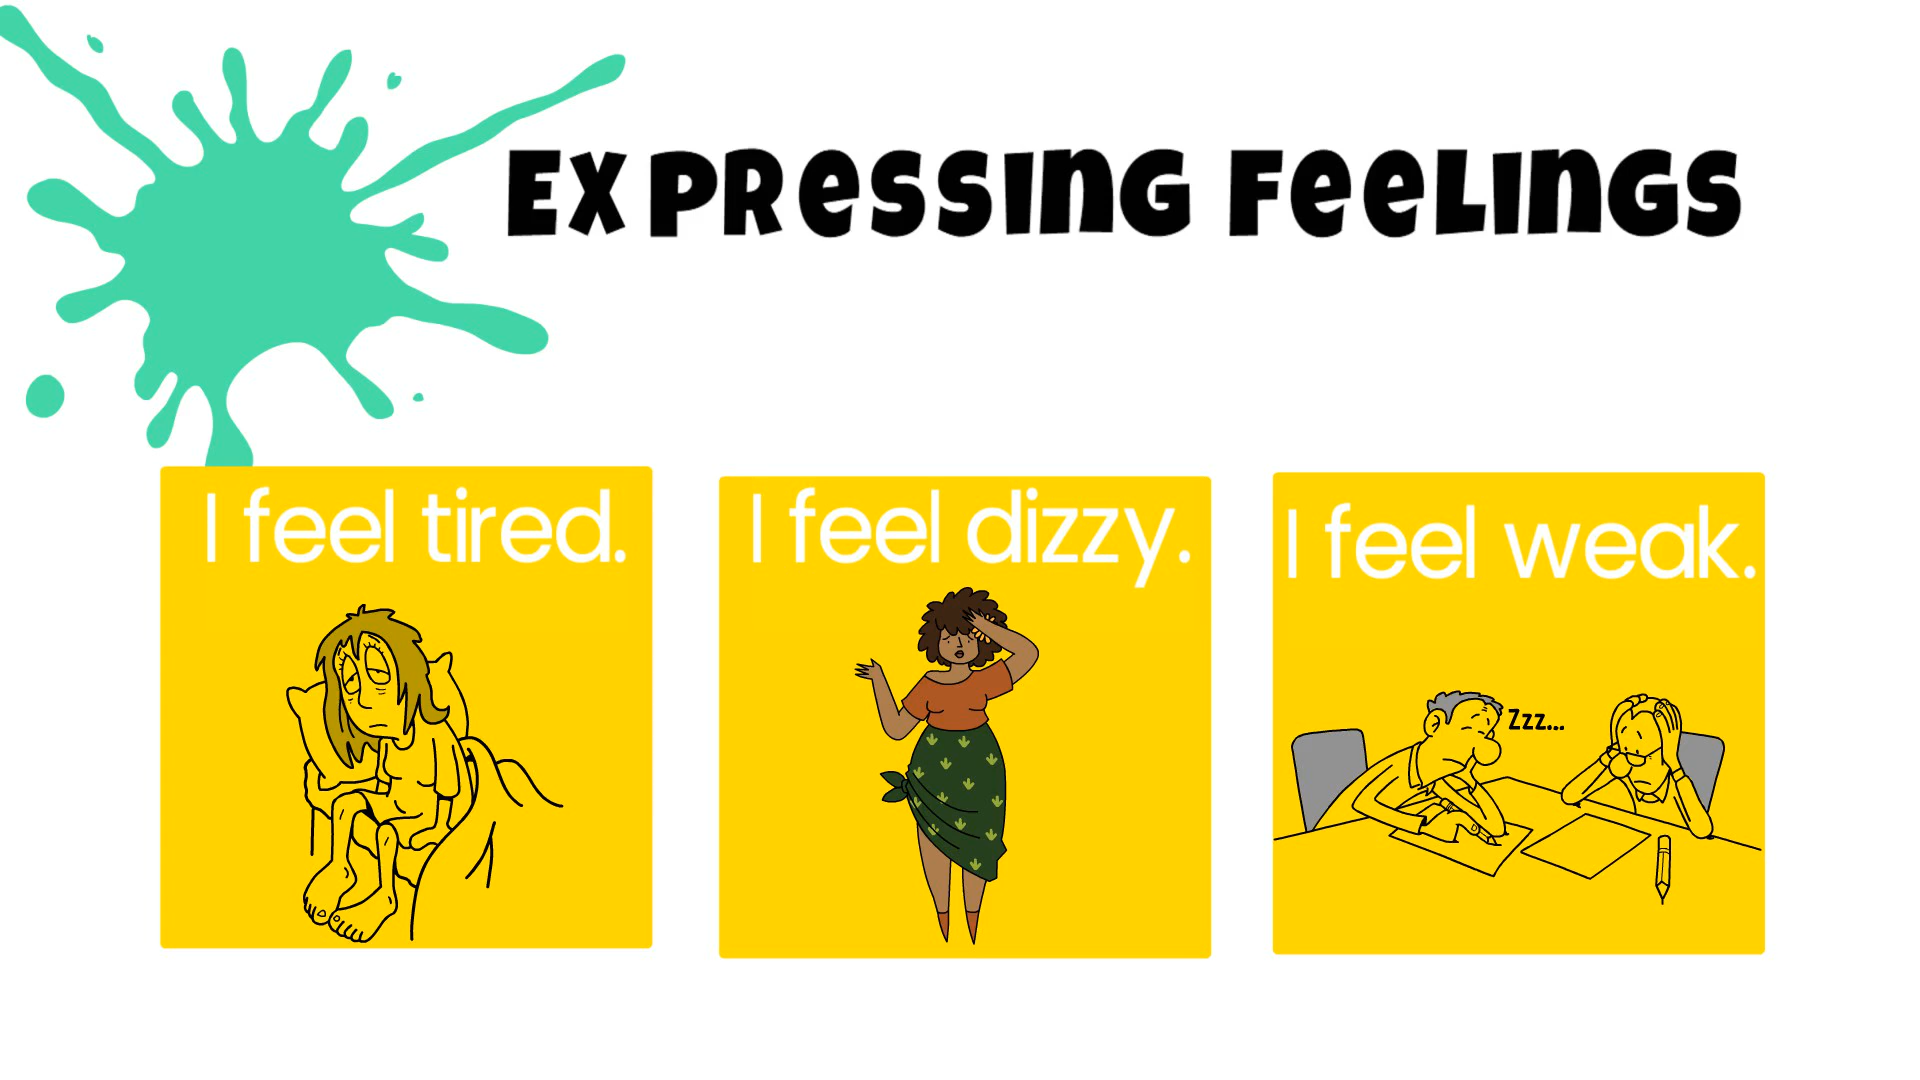 EXPRESSING FEELINGS
I feel tired.
I feel dizzy.
I feel weak.
Zzz...